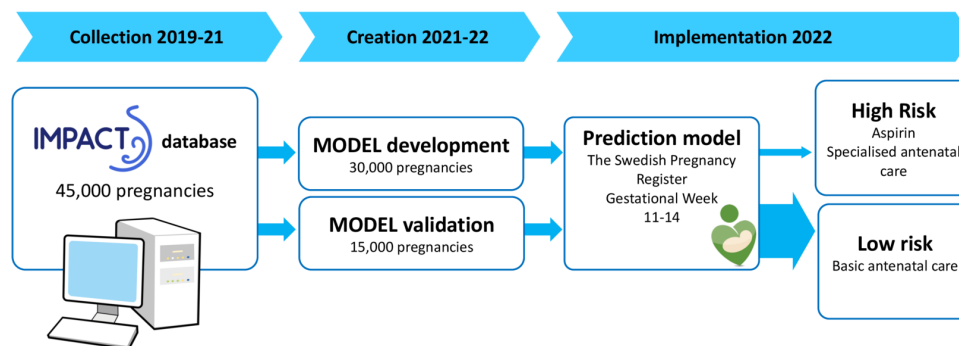 Collection 2019-21
Creation 2021-22
Implementation 2022
IMPACT database
45,000 pregnancies
MODEL development
30,000 pregnancies
MODEL validation
15,000 pregnancies
Prediction model
The Swedish Pregnancy
Register
Gestational Week
11-14
High Risk
Aspirin
Specialised antenatal
care
Low risk
Basic antenatal care